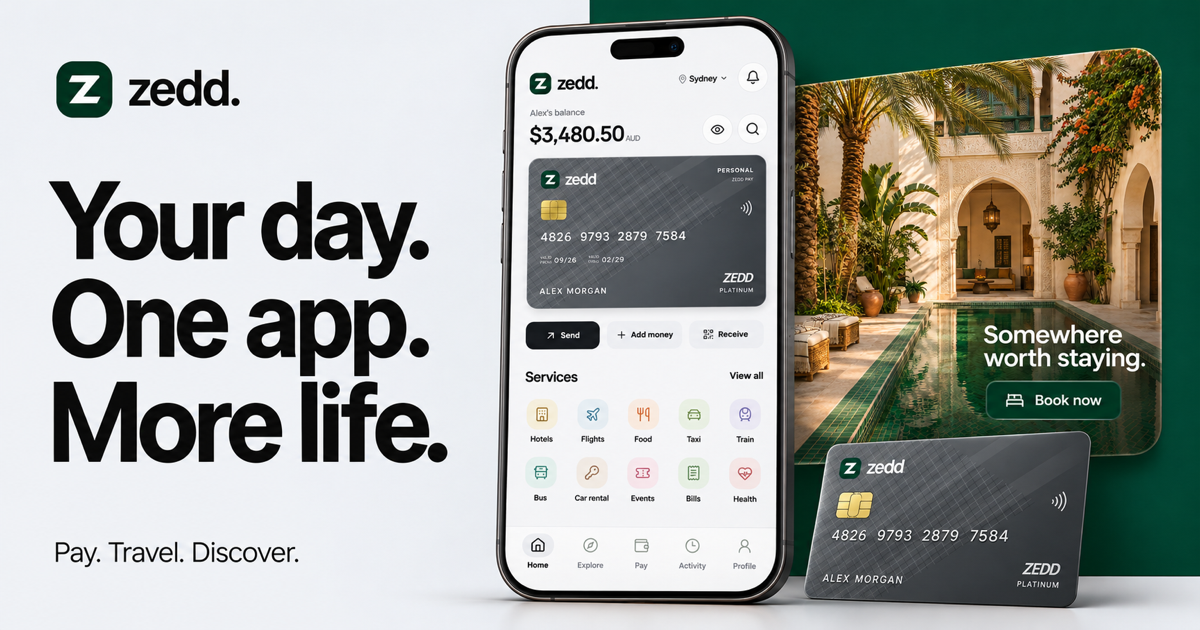 zedd.
Your day.
One app.
More life.
Pay. Travel. Discover.
zedd.
Sydney
Alex's balance
$3,480.50 AUD
zedd
PERSONAL
ZEDD PAY
4826 9793 2879 7584
09/26
02/29
ALEX MORGAN
ZEDD
PLATINUM
Send
Add money
Receive
Services
View all
Hotels
Flights
Food
Taxi
Train
Bus
Car rental
Events
Bills
Health
Home
Explore
Pay
Activity
Profile
Somewhere
worth staying.
Book now
zedd
4826 9793 2879 7584
ALEX MORGAN
ZEDD
PLATINUM